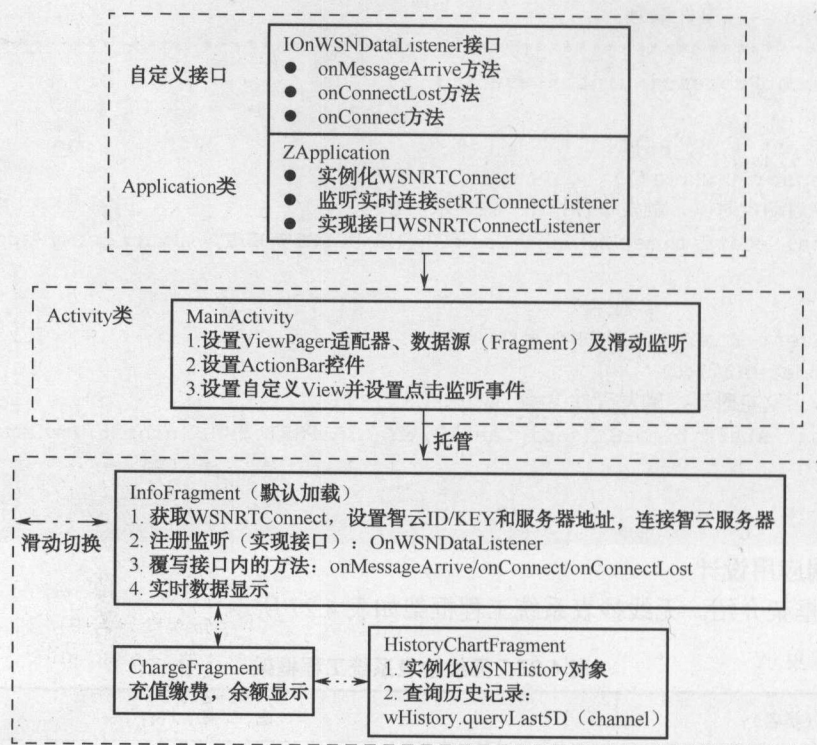 自定义接口
IOnWSNDataListener接口
● onMessageArrive方法
● onConnectLost方法
● onConnect方法
Application类
ZApplication
● 实例化WSNRTConnect
● 监听实时连接setRTConnectListener
● 实现接口WSNRTConnectListener
Activity类
MainActivity
1.设置ViewPager适配器、数据源（Fragment）及滑动监听
2.设置ActionBar控件
3.设置自定义View并设置点击监听事件
托管
滑动切换
InfoFragment（默认加载）
1. 获取WSNRTConnect，设置智云ID/KEY和服务器地址，连接智云服务器
2. 注册监听（实现接口）：OnWSNDataListener
3. 覆写接口内的方法：onMessageArrive/onConnect/onConnectLost
4. 实时数据显示
ChargeFragment
充值缴费，余额显示
HistoryChartFragment
1. 实例化WSNHistory对象
2. 查询历史记录：
wHistory.queryLast5D（channel）